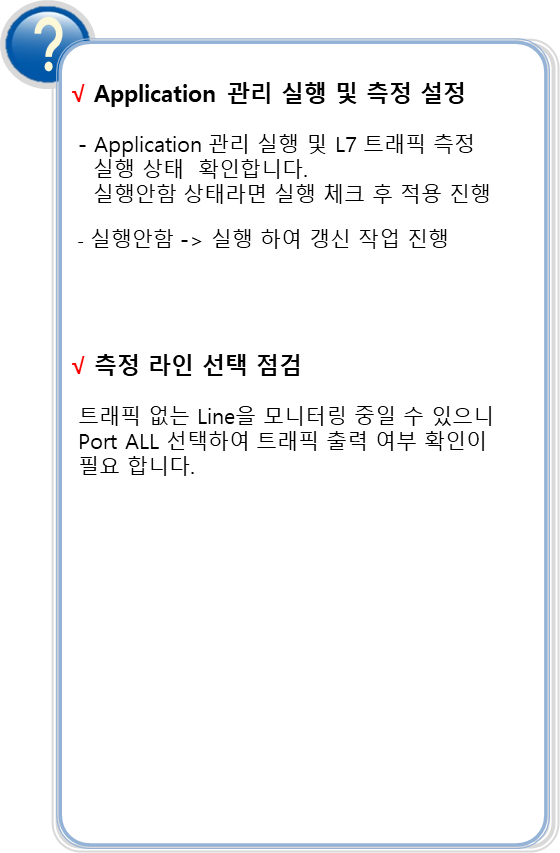 ?
√ Application 관리 실행 및 측정 설정
- Application 관리 실행 및 L7 트래픽 측정
실행 상태 확인합니다.
실행안함 상태라면 실행 체크 후 적용 진행
- 실행안함 -> 실행 하여 갱신 작업 진행
√ 측정 라인 선택 점검
트래픽 없는 Line을 모니터링 중일 수 있으니
Port ALL 선택하여 트래픽 출력 여부 확인이
필요 합니다.